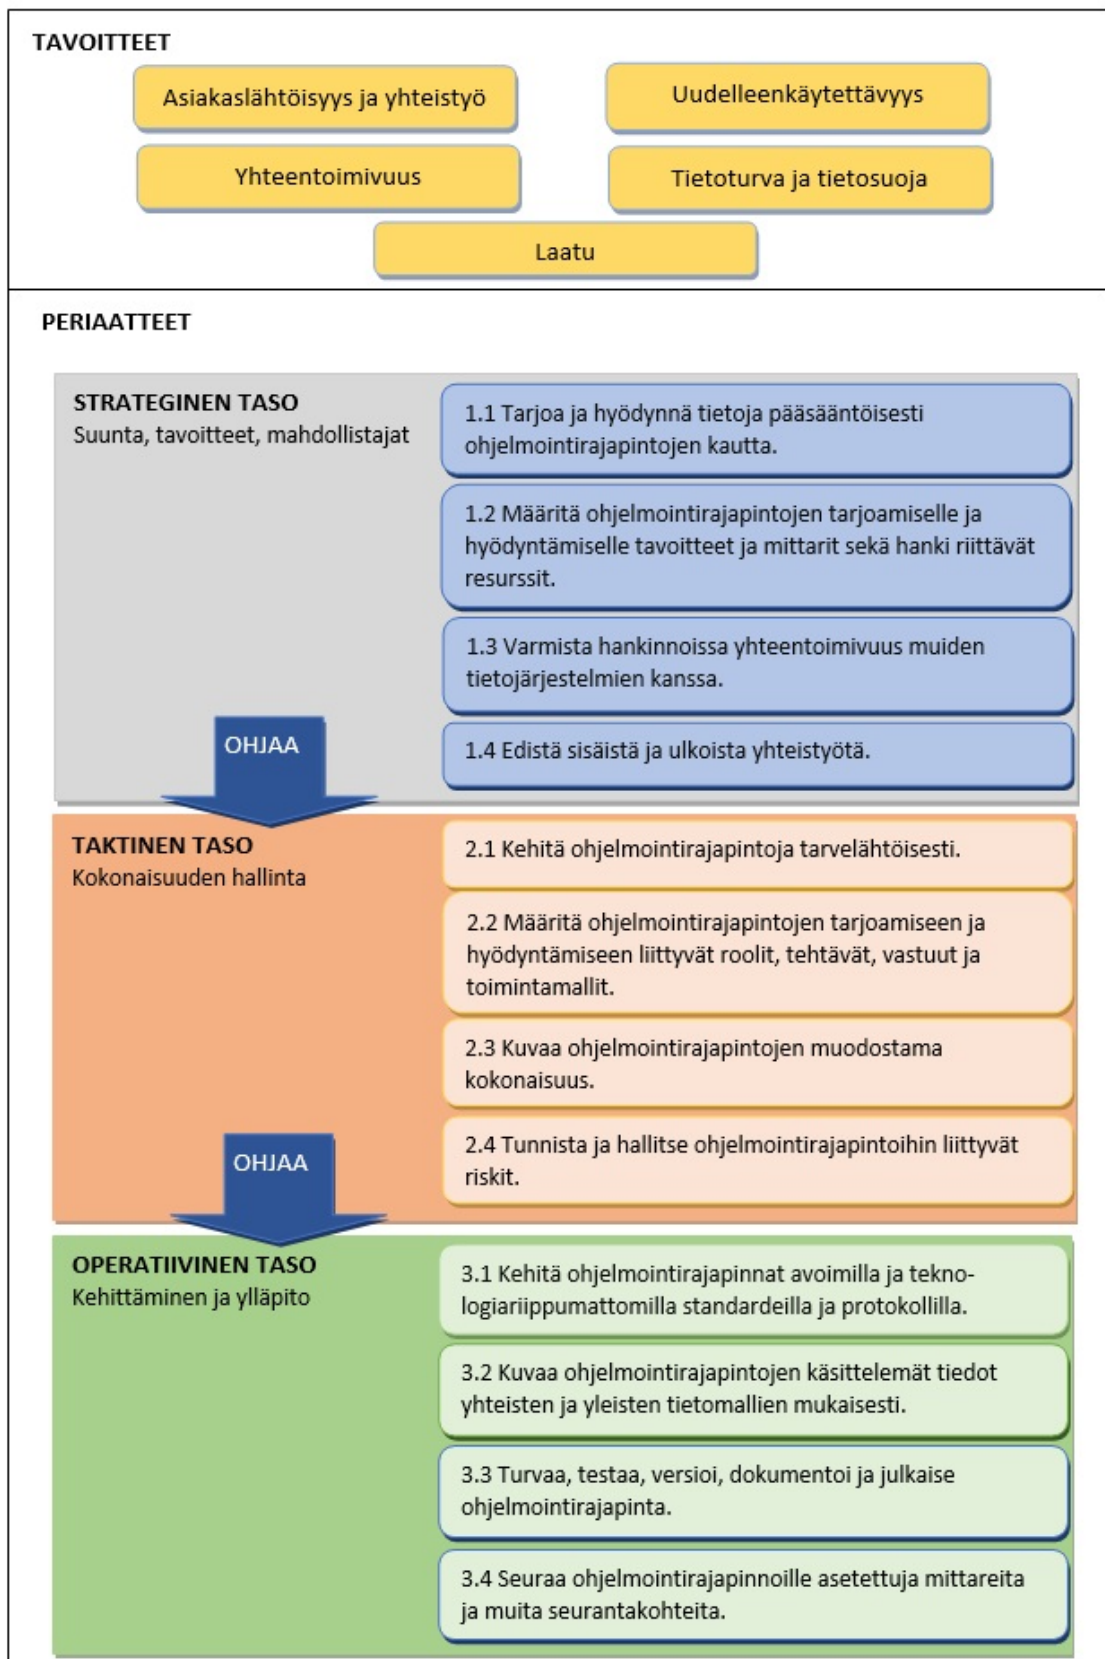 TAVOITTEET
Asiakaslähtöisyys ja yhteistyö
Uudelleenkäytettävyys
Yhteentoimivuus
Tietoturva ja tietosuoja
Laatu
PERIAATTEET
STRATEGINEN TASO
Suunta, tavoitteet, mahdollistajat
1.1 Tarjoa ja hyödynnä tietoja pääsääntöisesti
ohjelmointirajapintojen kautta.
1.2 Määritä ohjelmointirajapintojen tarjoamiselle ja
hyödyntämiselle tavoitteet ja mittarit sekä hanki riittävät
resurssit.
1.3 Varmista hankinnoissa yhteentoimivuus muiden
tietojärjestelmien kanssa.
1.4 Edistä sisäistä ja ulkoista yhteistyötä.
OHJAA
TAKTINEN TASO
Kokonaisuuden hallinta
2.1 Kehitä ohjelmointirajapintoja tarvelähtöisesti.
2.2 Määritä ohjelmointirajapintojen tarjoamiseen ja
hyödyntämiseen liittyvät roolit, tehtävät, vastuut ja
toimintamallit.
2.3 Kuvaa ohjelmointirajapintojen muodostama
kokonaisuus.
2.4 Tunnista ja hallitse ohjelmointirajapintoihin liittyvät
riskit.
OHJAA
OPERATIIVINEN TASO
Kehittäminen ja ylläpito
3.1 Kehitä ohjelmointirajapinnat avoimilla ja tekno-
logiariippumattomilla standardeilla ja protokollilla.
3.2 Kuvaa ohjelmointirajapintojen käsittelemät tiedot
yhteisten ja yleisten tietomallien mukaisesti.
3.3 Turvaa, testaa, versioi, dokumentoi ja julkaise
ohjelmointirajapinta.
3.4 Seuraa ohjelmointirajapinnoille asetettuja mittareita
ja muita seurantakohteita.